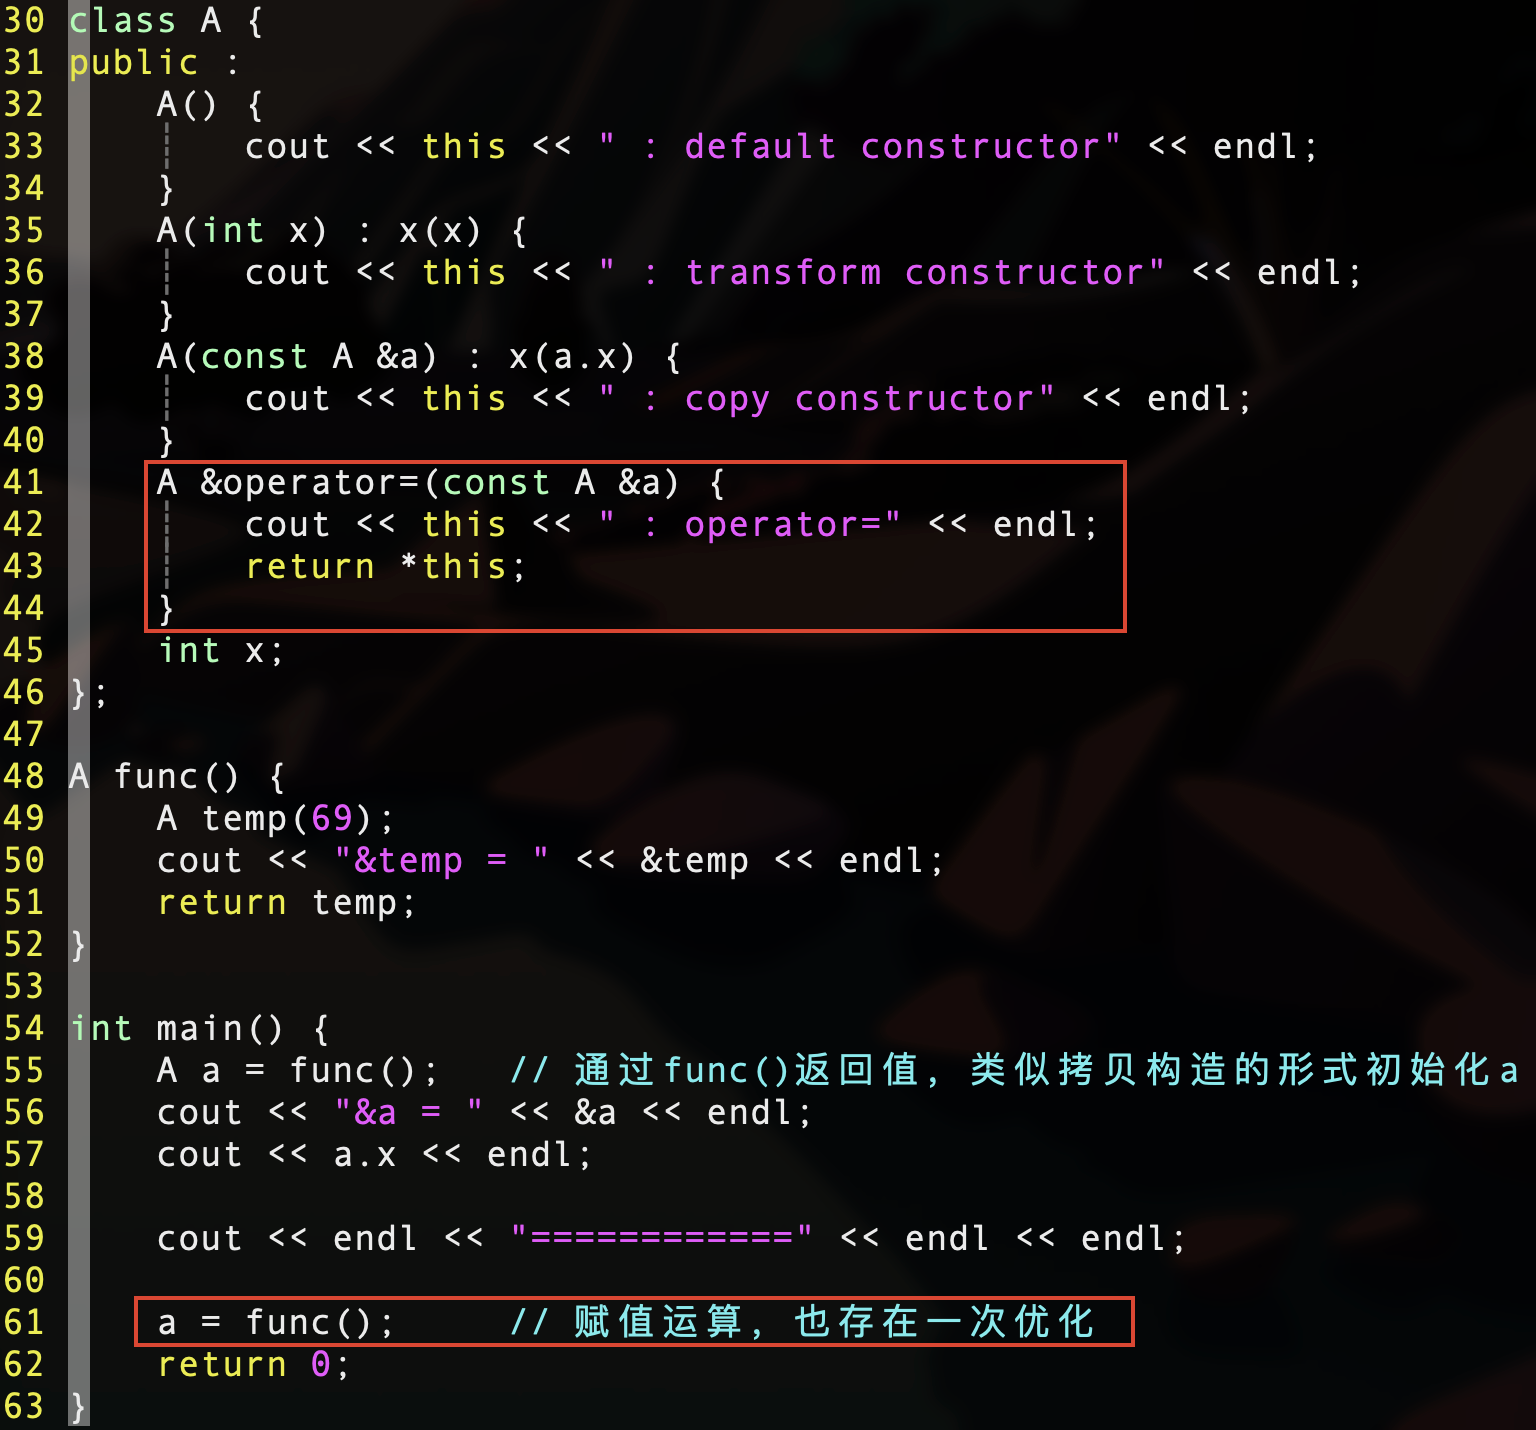 30 class A {
31 public :
32     A() {
33         cout << this << " : default constructor" << endl;
34     }
35     A(int x) : x(x) {
36         cout << this << " : transform constructor" << endl;
37     }
38     A(const A &a) : x(a.x) {
39         cout << this << " : copy constructor" << endl;
40     }
41     A &operator=(const A &a) {
42         cout << this << " : operator=" << endl;
43         return *this;
44     }
45     int x;
46 };
47
48 A func() {
49     A temp(69);
50     cout << "&temp = " << &temp << endl;
51     return temp;
52 }
53
54 int main() {
55     A a = func();   // 通过func()返回值, 类似拷贝构造的形式初始化a
56     cout << "&a = " << &a << endl;
57     cout << a.x << endl;
58
59     cout << endl << "============" << endl << endl;
60
61     a = func();     // 赋值运算, 也存在一次优化
62     return 0;
63 }